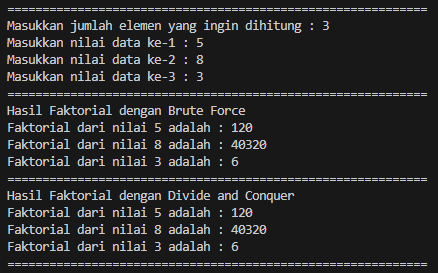 ============================================================
Masukkan jumlah elemen yang ingin dihitung : 3
Masukkan nilai data ke-1 : 5
Masukkan nilai data ke-2 : 8
Masukkan nilai data ke-3 : 3
============================================================
Hasil Faktorial dengan Brute Force
Faktorial dari nilai 5 adalah : 120
Faktorial dari nilai 8 adalah : 40320
Faktorial dari nilai 3 adalah : 6
============================================================
Hasil Faktorial dengan Divide and Conquer
Faktorial dari nilai 5 adalah : 120
Faktorial dari nilai 8 adalah : 40320
Faktorial dari nilai 3 adalah : 6
============================================================